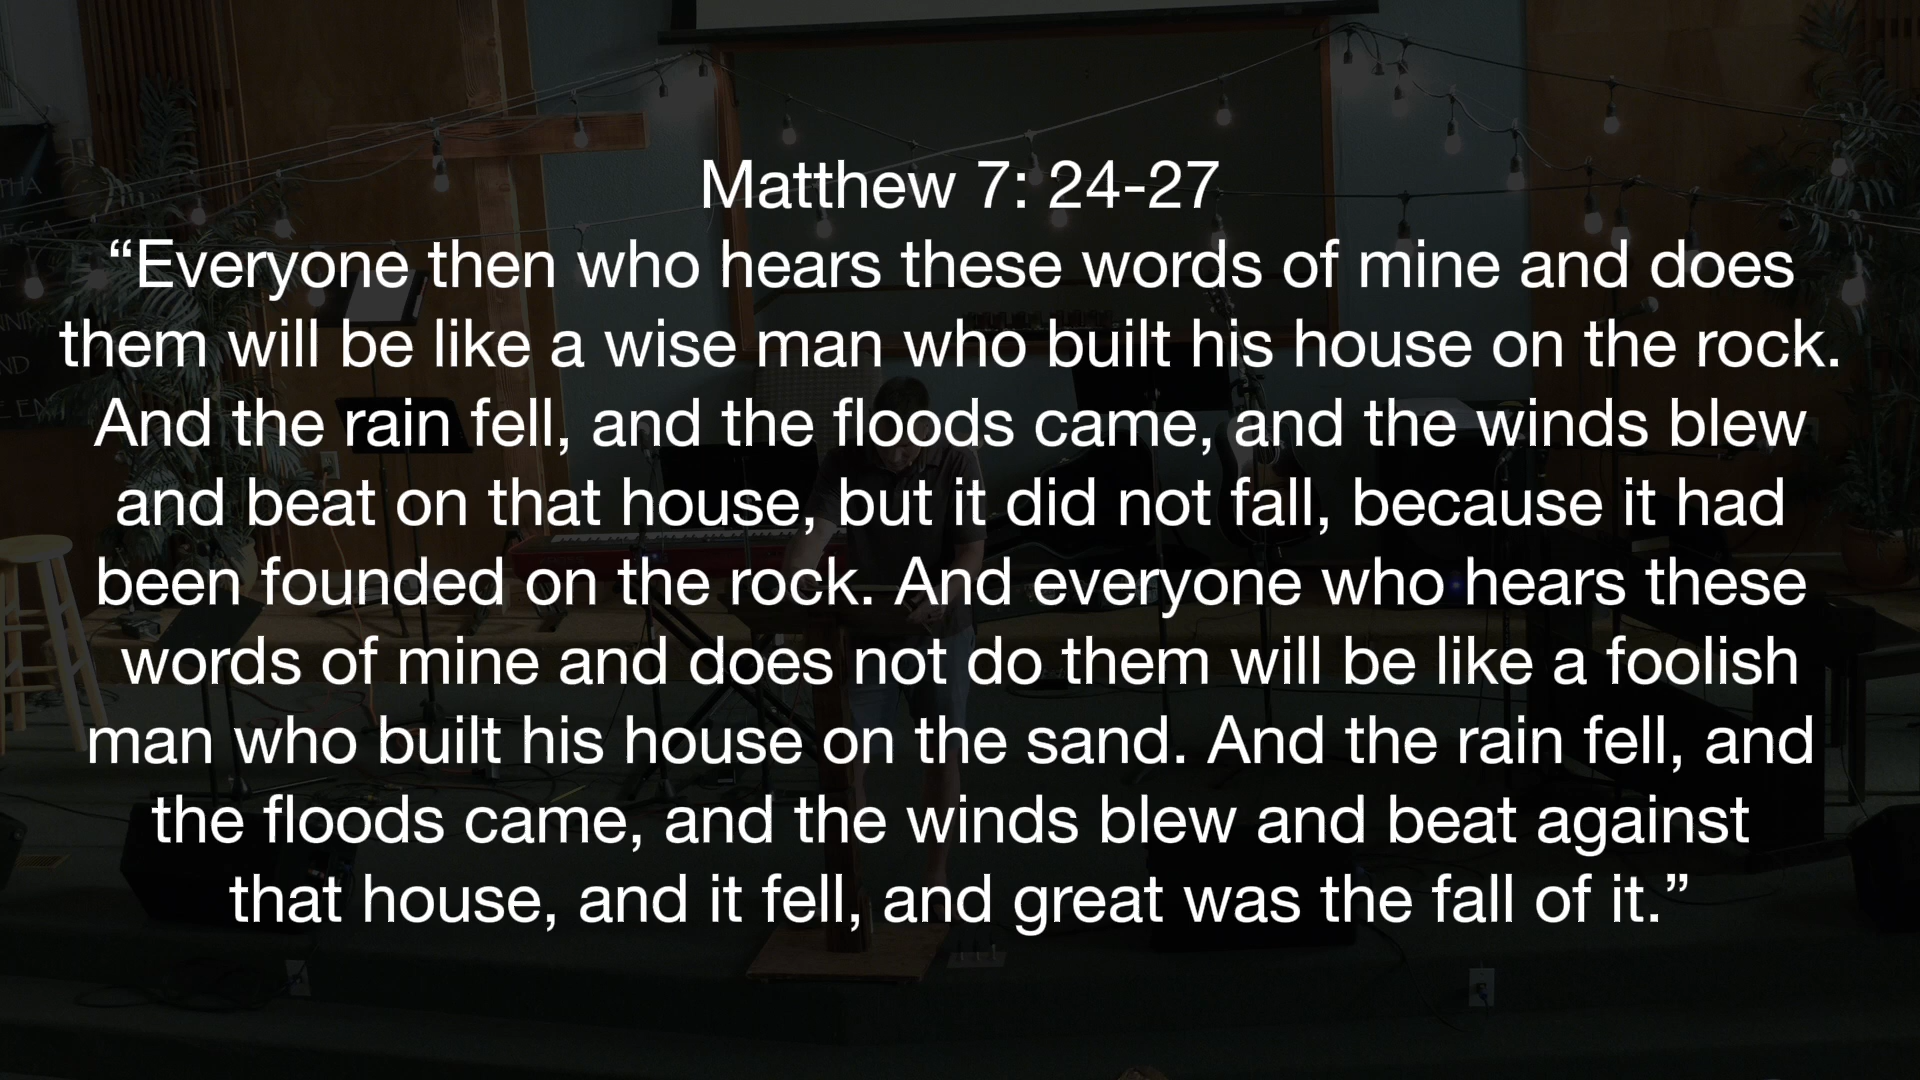 Matthew 7: 24-27
“Everyone then who hears these words of mine and does
them will be like a wise man who built his house on the rock.
And the rain fell, and the floods came, and the winds blew
and beat on that house, but it did not fall, because it had
been founded on the rock. And everyone who hears these
words of mine and does not do them will be like a foolish
man who built his house on the sand. And the rain fell, and
the floods came, and the winds blew and beat against
that house, and it fell, and great was the fall of it.”